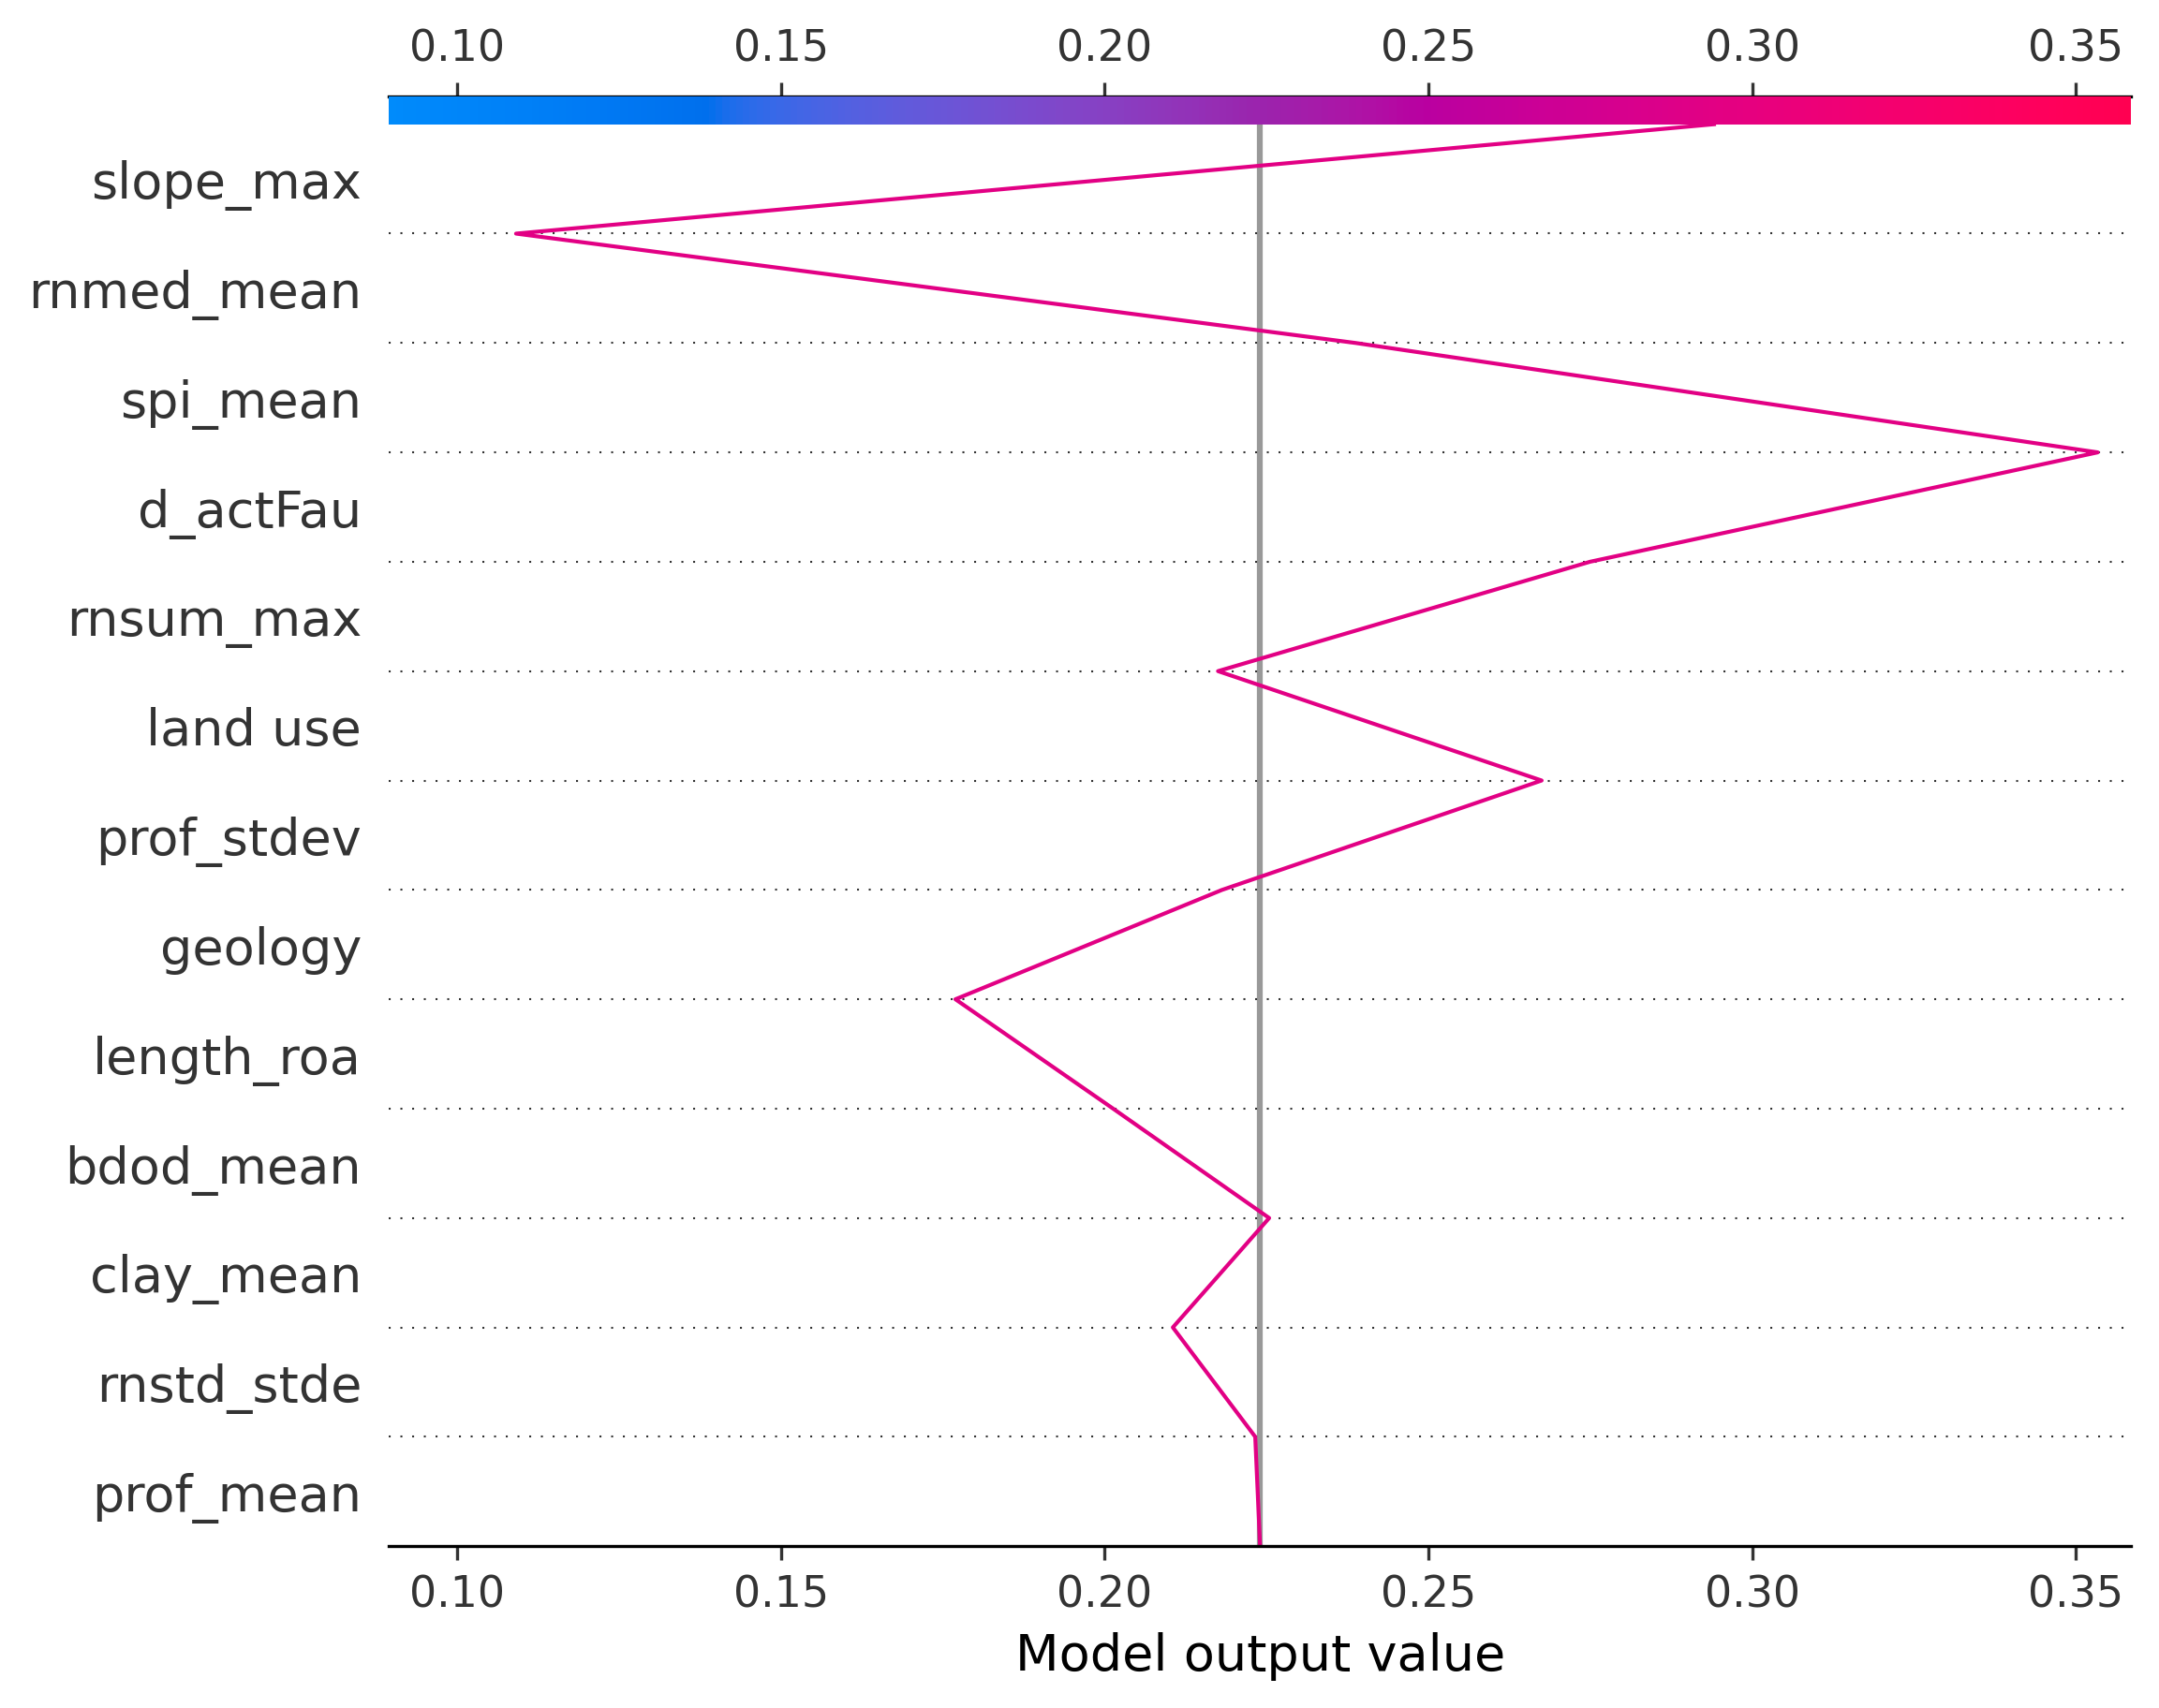 0.10 0.15 0.20 0.25 0.30 0.35
slope_max
rnmed_mean
spi_mean
d_actFau
rnsum_max
land use
prof_stdev
geology
length_roa
bdod_mean
clay_mean
rnstd_stde
prof_mean
0.10 0.15 0.20 0.25 0.30 0.35
Model output value